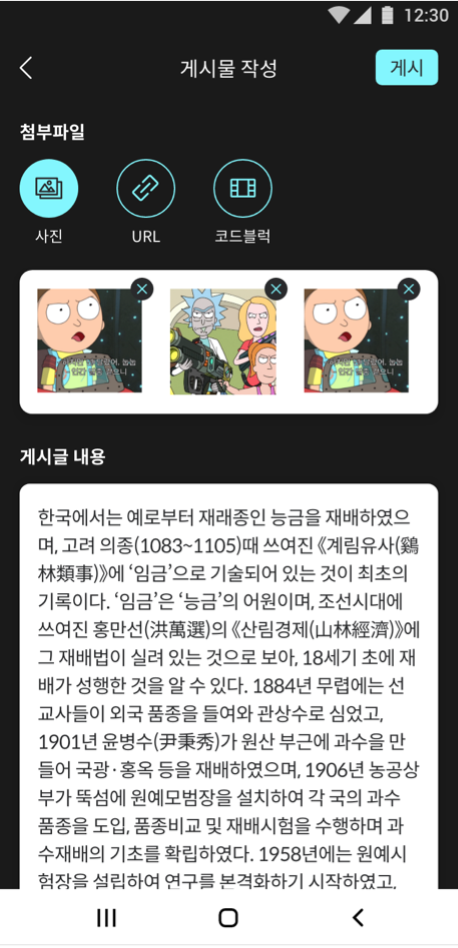 12:30
게시물 작성
게시
첨부파일
사진
URL
코드블럭
게시글 내용
한국에서는 예로부터 재래종인 능금을 재배하였으
며, 고려 의종(1083~1105)때 쓰여진 《계림유사(鷄
林類事)》에 ‘임금’으로 기술되어 있는 것이 최초의
기록이다. ‘임금’은 ‘능금’의 어원이며, 조선시대에
쓰여진 홍만선(洪萬選)의 《산림경제(山林經濟)》에
그 재배법이 실려 있는 것으로 보아, 18세기 초에 재
배가 성행한 것을 알 수 있다. 1884년 무렵에는 선
교사들이 외국 품종을 들여와 관상수로 심었고,
1901년 윤병수(尹秉秀)가 원산 부근에 과수을 만
들어 국광·홍옥 등을 재배하였으며, 1906년 농공상
부가 뚝섬에 원예모범장을 설치하여 각 국의 과수
품종을 도입, 품종비교 및 재배시험을 수행하며 과
수재배의 기초를 확립하였다. 1958년에는 원예시
험장을 설립하여 연구를 본격화하기 시작하였고,